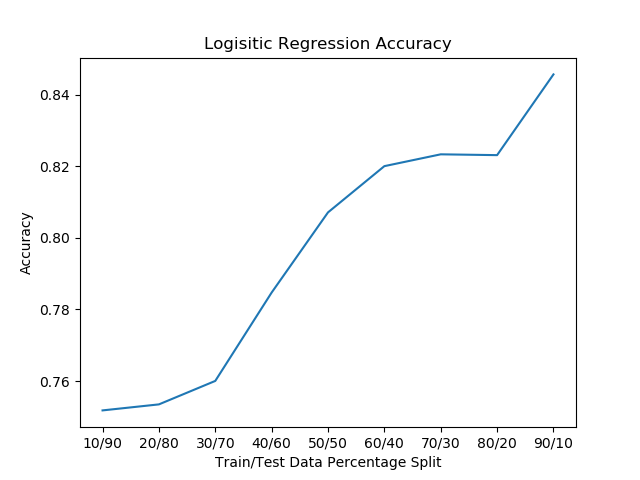 Logisitic Regression Accuracy
0.84
0.82
0.80
0.78
0.76
Accuracy
10/90 20/80 30/70 40/60 50/50 60/40 70/30 80/20 90/10
Train/Test Data Percentage Split